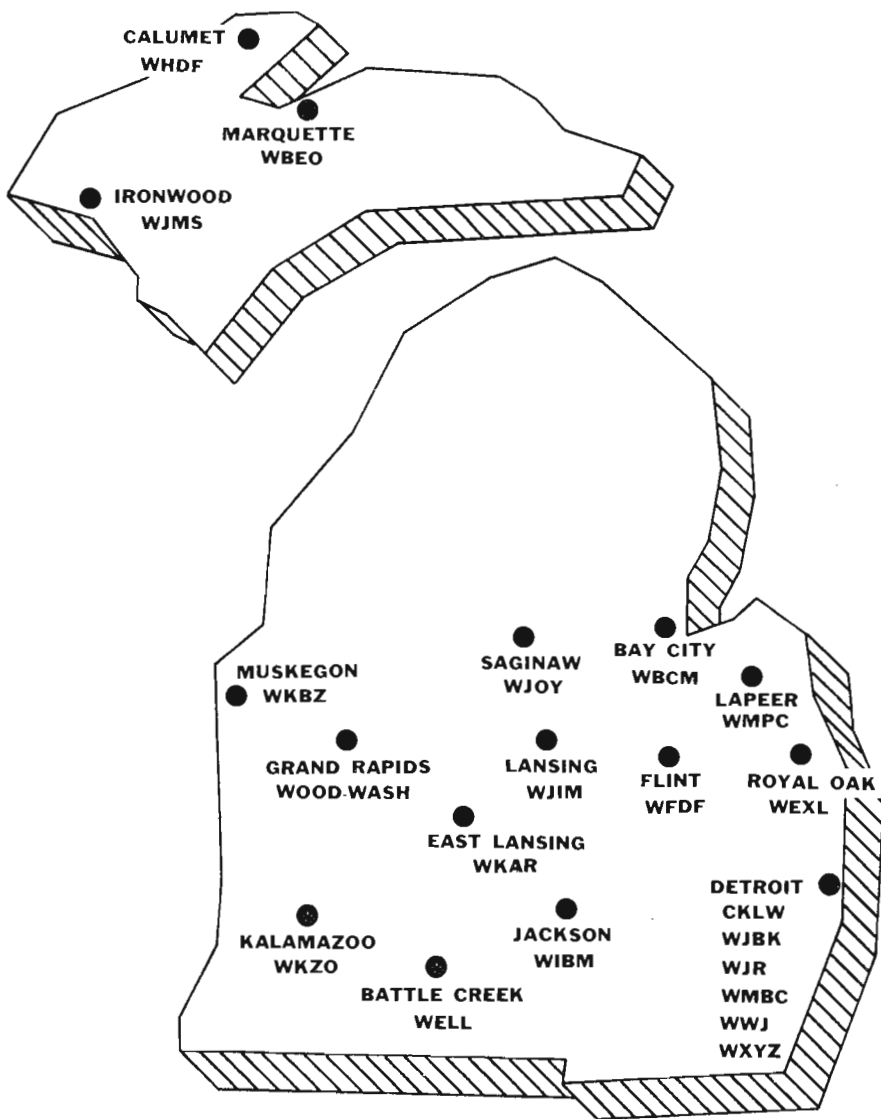 CALUMET
WHDF
MARQUETTE
WBEO
IRONWOOD
WJMS
MUSKEGON
WKBZ
SAGINAW
WJOY
BAY CITY
WBCM
LAPEER
WMPC
GRAND RAPIDS
WOOD-WASH
LANSING
WJIM
FLINT
WFDF
ROYAL OAK
WEXL
EAST LANSING
WKAR
KALAMAZOO
WKZO
BATTLE CREEK
WELL
JACKSON
WIBM
DETROIT
CKLW
WJBK
WJR
WMBC
WWJ
WXYZ